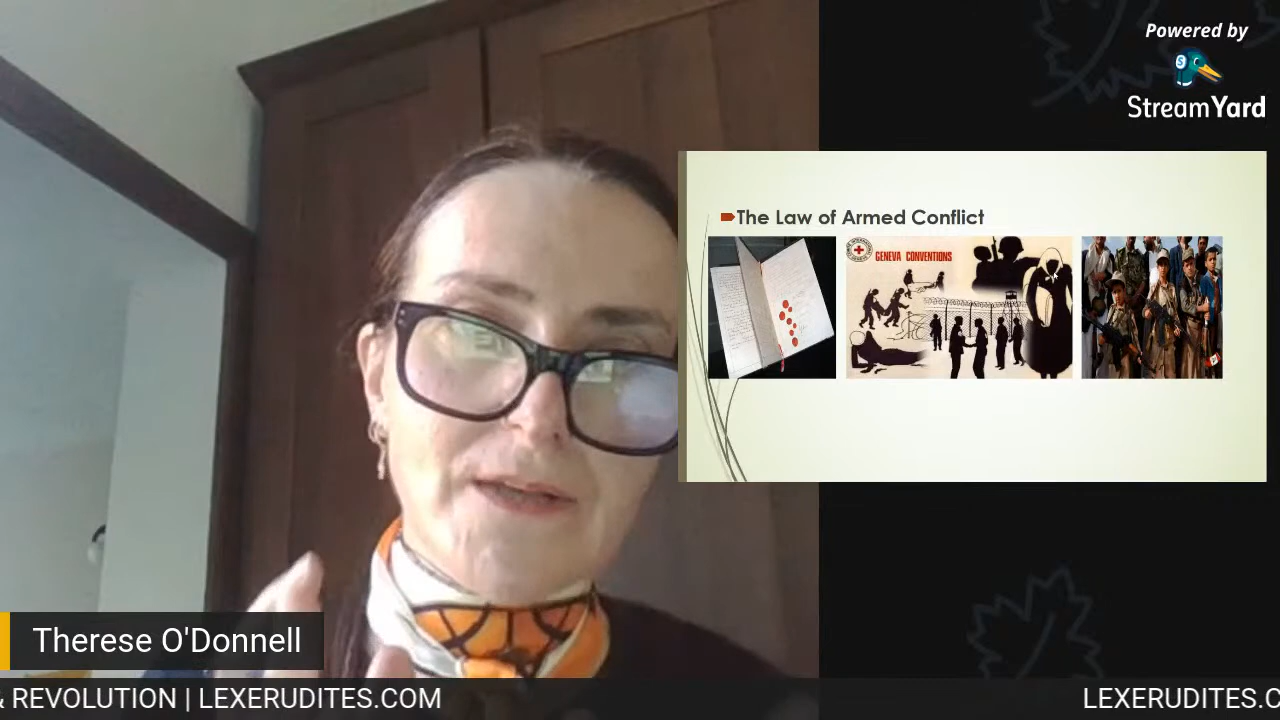 Powered by
StreamYard
The Law of Armed Conflict
GENEVA CONVENTIONS
Therese O'Donnell
& REVOLUTION | LEXERUDITES.COM
LEXERUDITES.C